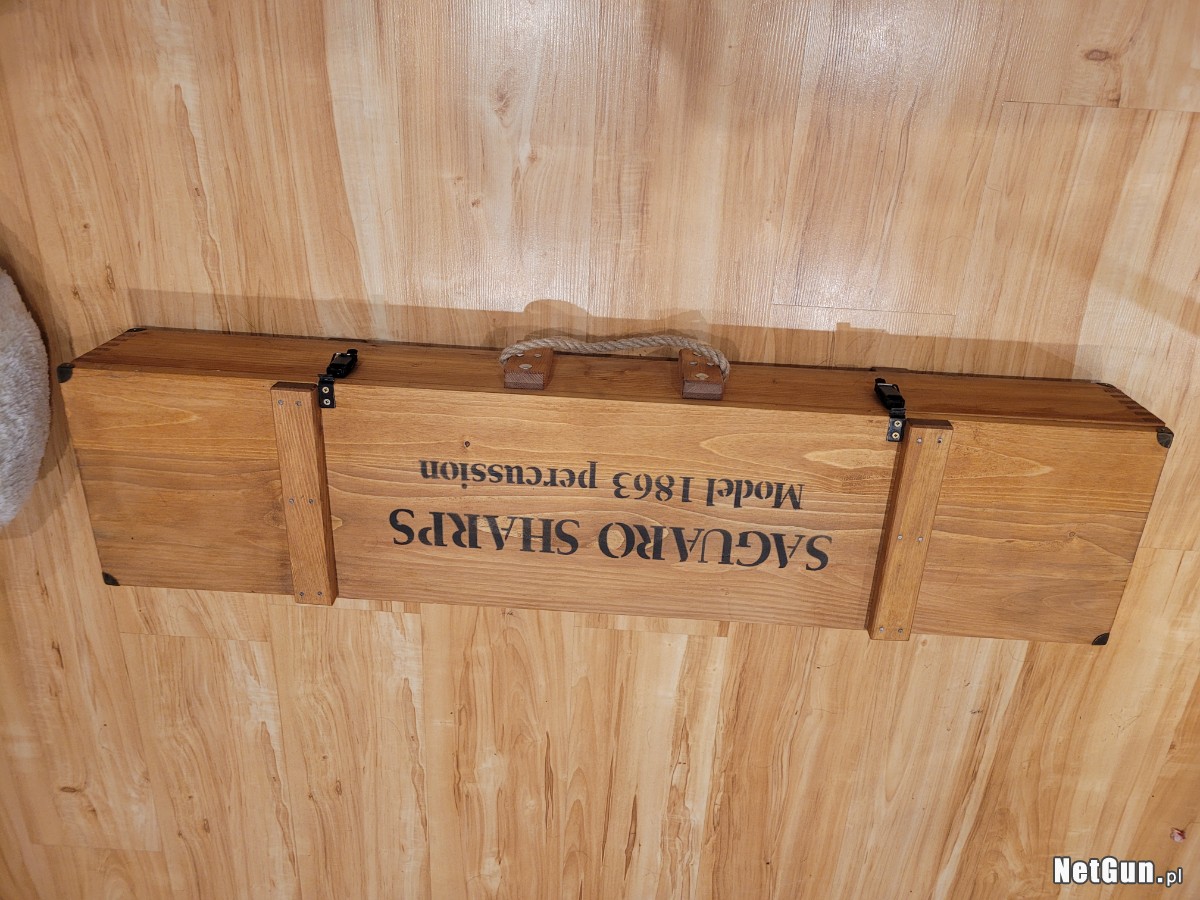 SAGUARO SHARPS
Model 1863 percussion
NetGun.pl